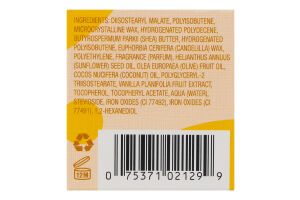 INGREDIENTS: DIISOSTEARYL MALATE, POLYISOBUTENE,
MICROCRYSTALLINE WAX, HYDROGENATED POLYDECENE,
BUTYROSPERMUM PARKII (SHEA) BUTTER, HYDROGENATED
POLYISOBUTENE, EUPHORBIA CERIFERA (CANDELILLA) WAX,
POLYETHYLENE, FRAGRANCE (PARFUM), HELIANTHUS ANNUUS
(SUNFLOWER) SEED OIL, OLEA EUROPAEA (OLIVE) FRUIT OIL,
COCOS NUCIFERA (COCONUT) OIL, POLYGLYCERYL-2
TRIISOSTEARATE, VANILLA PLANIFOLIA FRUIT EXTRACT,
TOCOPHEROL, TOCOPHERYL ACETATE, AQUA (WATER),
STEVIOSIDE, IRON OXIDES (CI 77492), IRON OXIDES (CI
77491), 1,2-HEXANEDIOL
12M
0 75371 02129 9